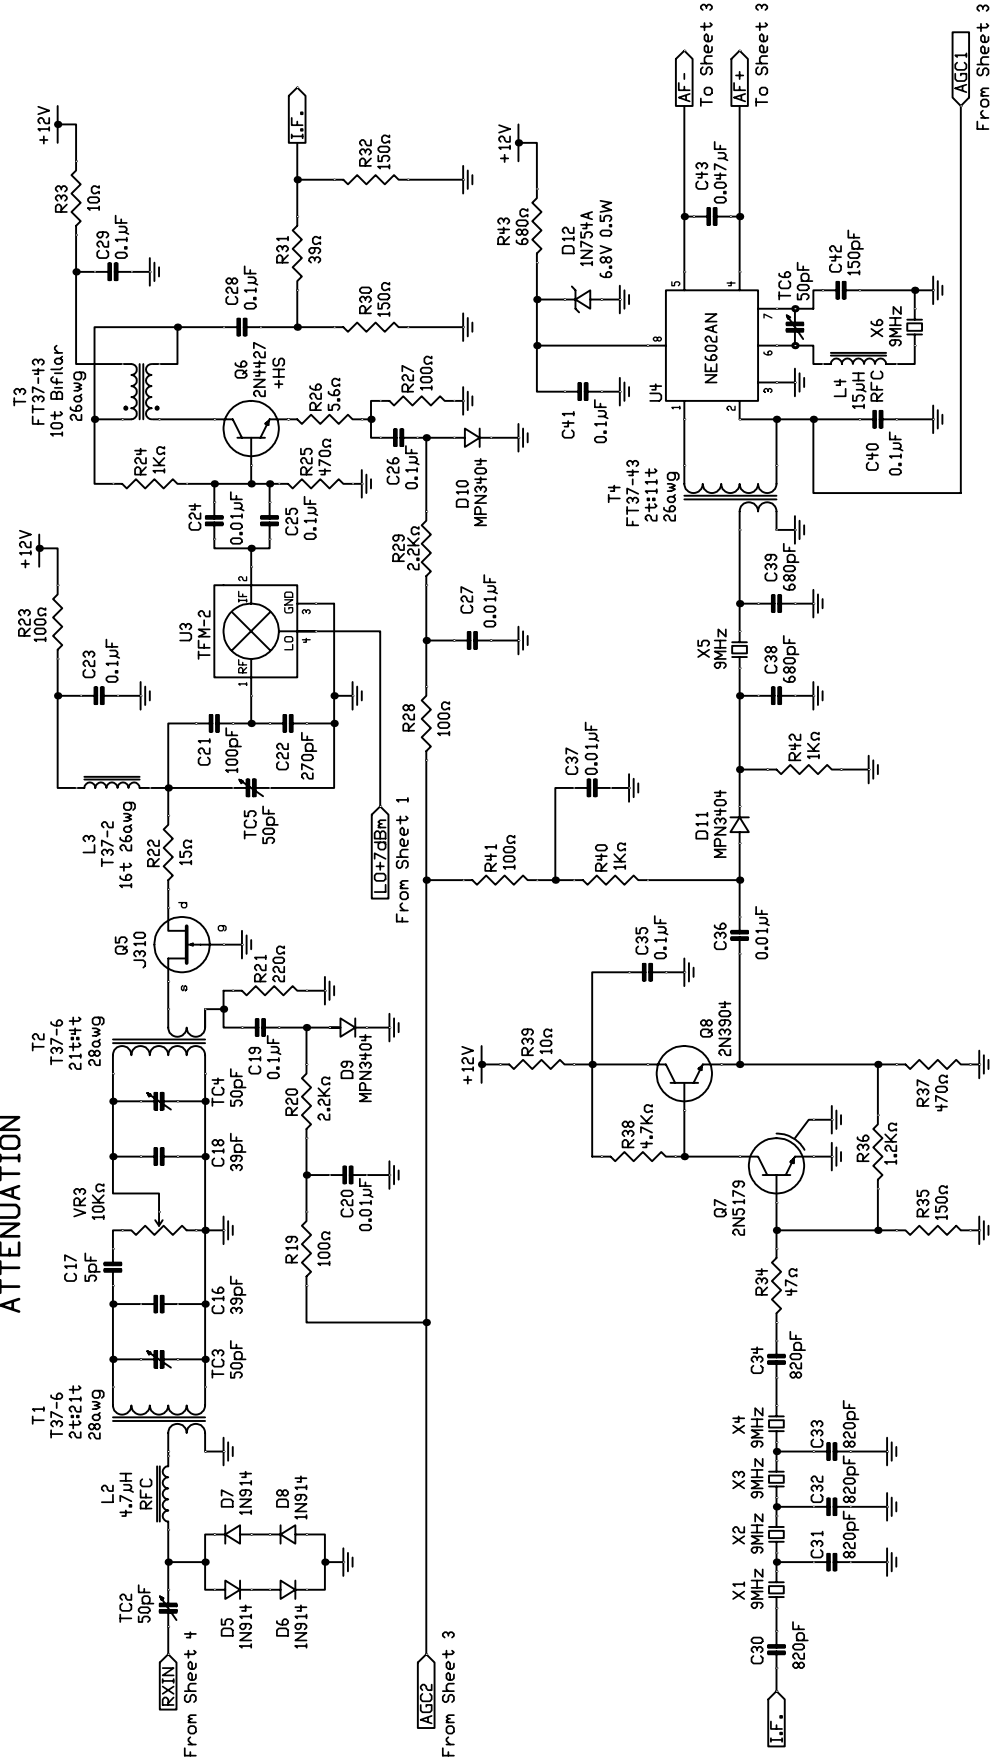 ATTENUATION
RXIN
From Sheet 4
TC2
50pF
D5
1N914
D6
1N914
D7
1N914
D8
1N914
L2
4.7µH
RFC
T1
T37-6
2t:21t
28awg
TC3
50pF
C16
39pF
C17
5pF
VR3
10KΩ
C18
39pF
TC4
50pF
T2
T37-6
21t:4t
28awg
R19
100Ω
C20
0.01µF
R20
2.2KΩ
C19
0.1µF
D9
MPN3404
R21
220Ω
Q5
J310
s
d
g
R22
15Ω
L3
T37-2
16t 26awg
TC5
50pF
C21
100pF
C22
270pF
C23
0.1µF
R23
100Ω
+12V
LO+7dBm
From Sheet 1
U3
TFM-2
1
RF
IF
2
LO
4
GND
3
C24
0.01µF
C25
0.1µF
R24
1KΩ
R25
470Ω
T3
FT37-43
10t Bifilar
26awg
Q6
2N4427
+HS
R26
5.6Ω
R27
100Ω
C26
0.1µF
D10
MPN3404
R33
10Ω
+12V
C29
0.1µF
C28
0.1µF
R30
150Ω
R31
39Ω
R32
150Ω
I.F.
AGC2
From Sheet 3
R28
100Ω
C27
0.01µF
R29
2.2KΩ
I.F.
C30
820pF
X1
9MHz
C31
820pF
X2
9MHz
C32
820pF
X3
9MHz
C33
820pF
X4
9MHz
C34
820pF
R34
47Ω
R35
150Ω
R36
1.2KΩ
R37
470Ω
Q7
2N5179
R38
4.7KΩ
Q8
2N3904
+12V
R39
10Ω
C35
0.1µF
C36
0.01µF
R41
100Ω
R40
1KΩ
C37
0.01µF
D11
MPN3404
R42
1KΩ
C38
680pF
X5
9MHz
C39
680pF
T4
FT37-43
2t:11t
26awg
C40
0.1µF
C41
0.1µF
+12V
R43
680Ω
D12
1N754A
6.8V 0.5W
U4
NE602AN
1
2
3
4
5
6
7
8
L4
15µH
RFC
TC6
50pF
C42
150pF
X6
9MHz
C43
0.047µF
AF-
To Sheet 3
AF+
To Sheet 3
AGC1
From Sheet 3